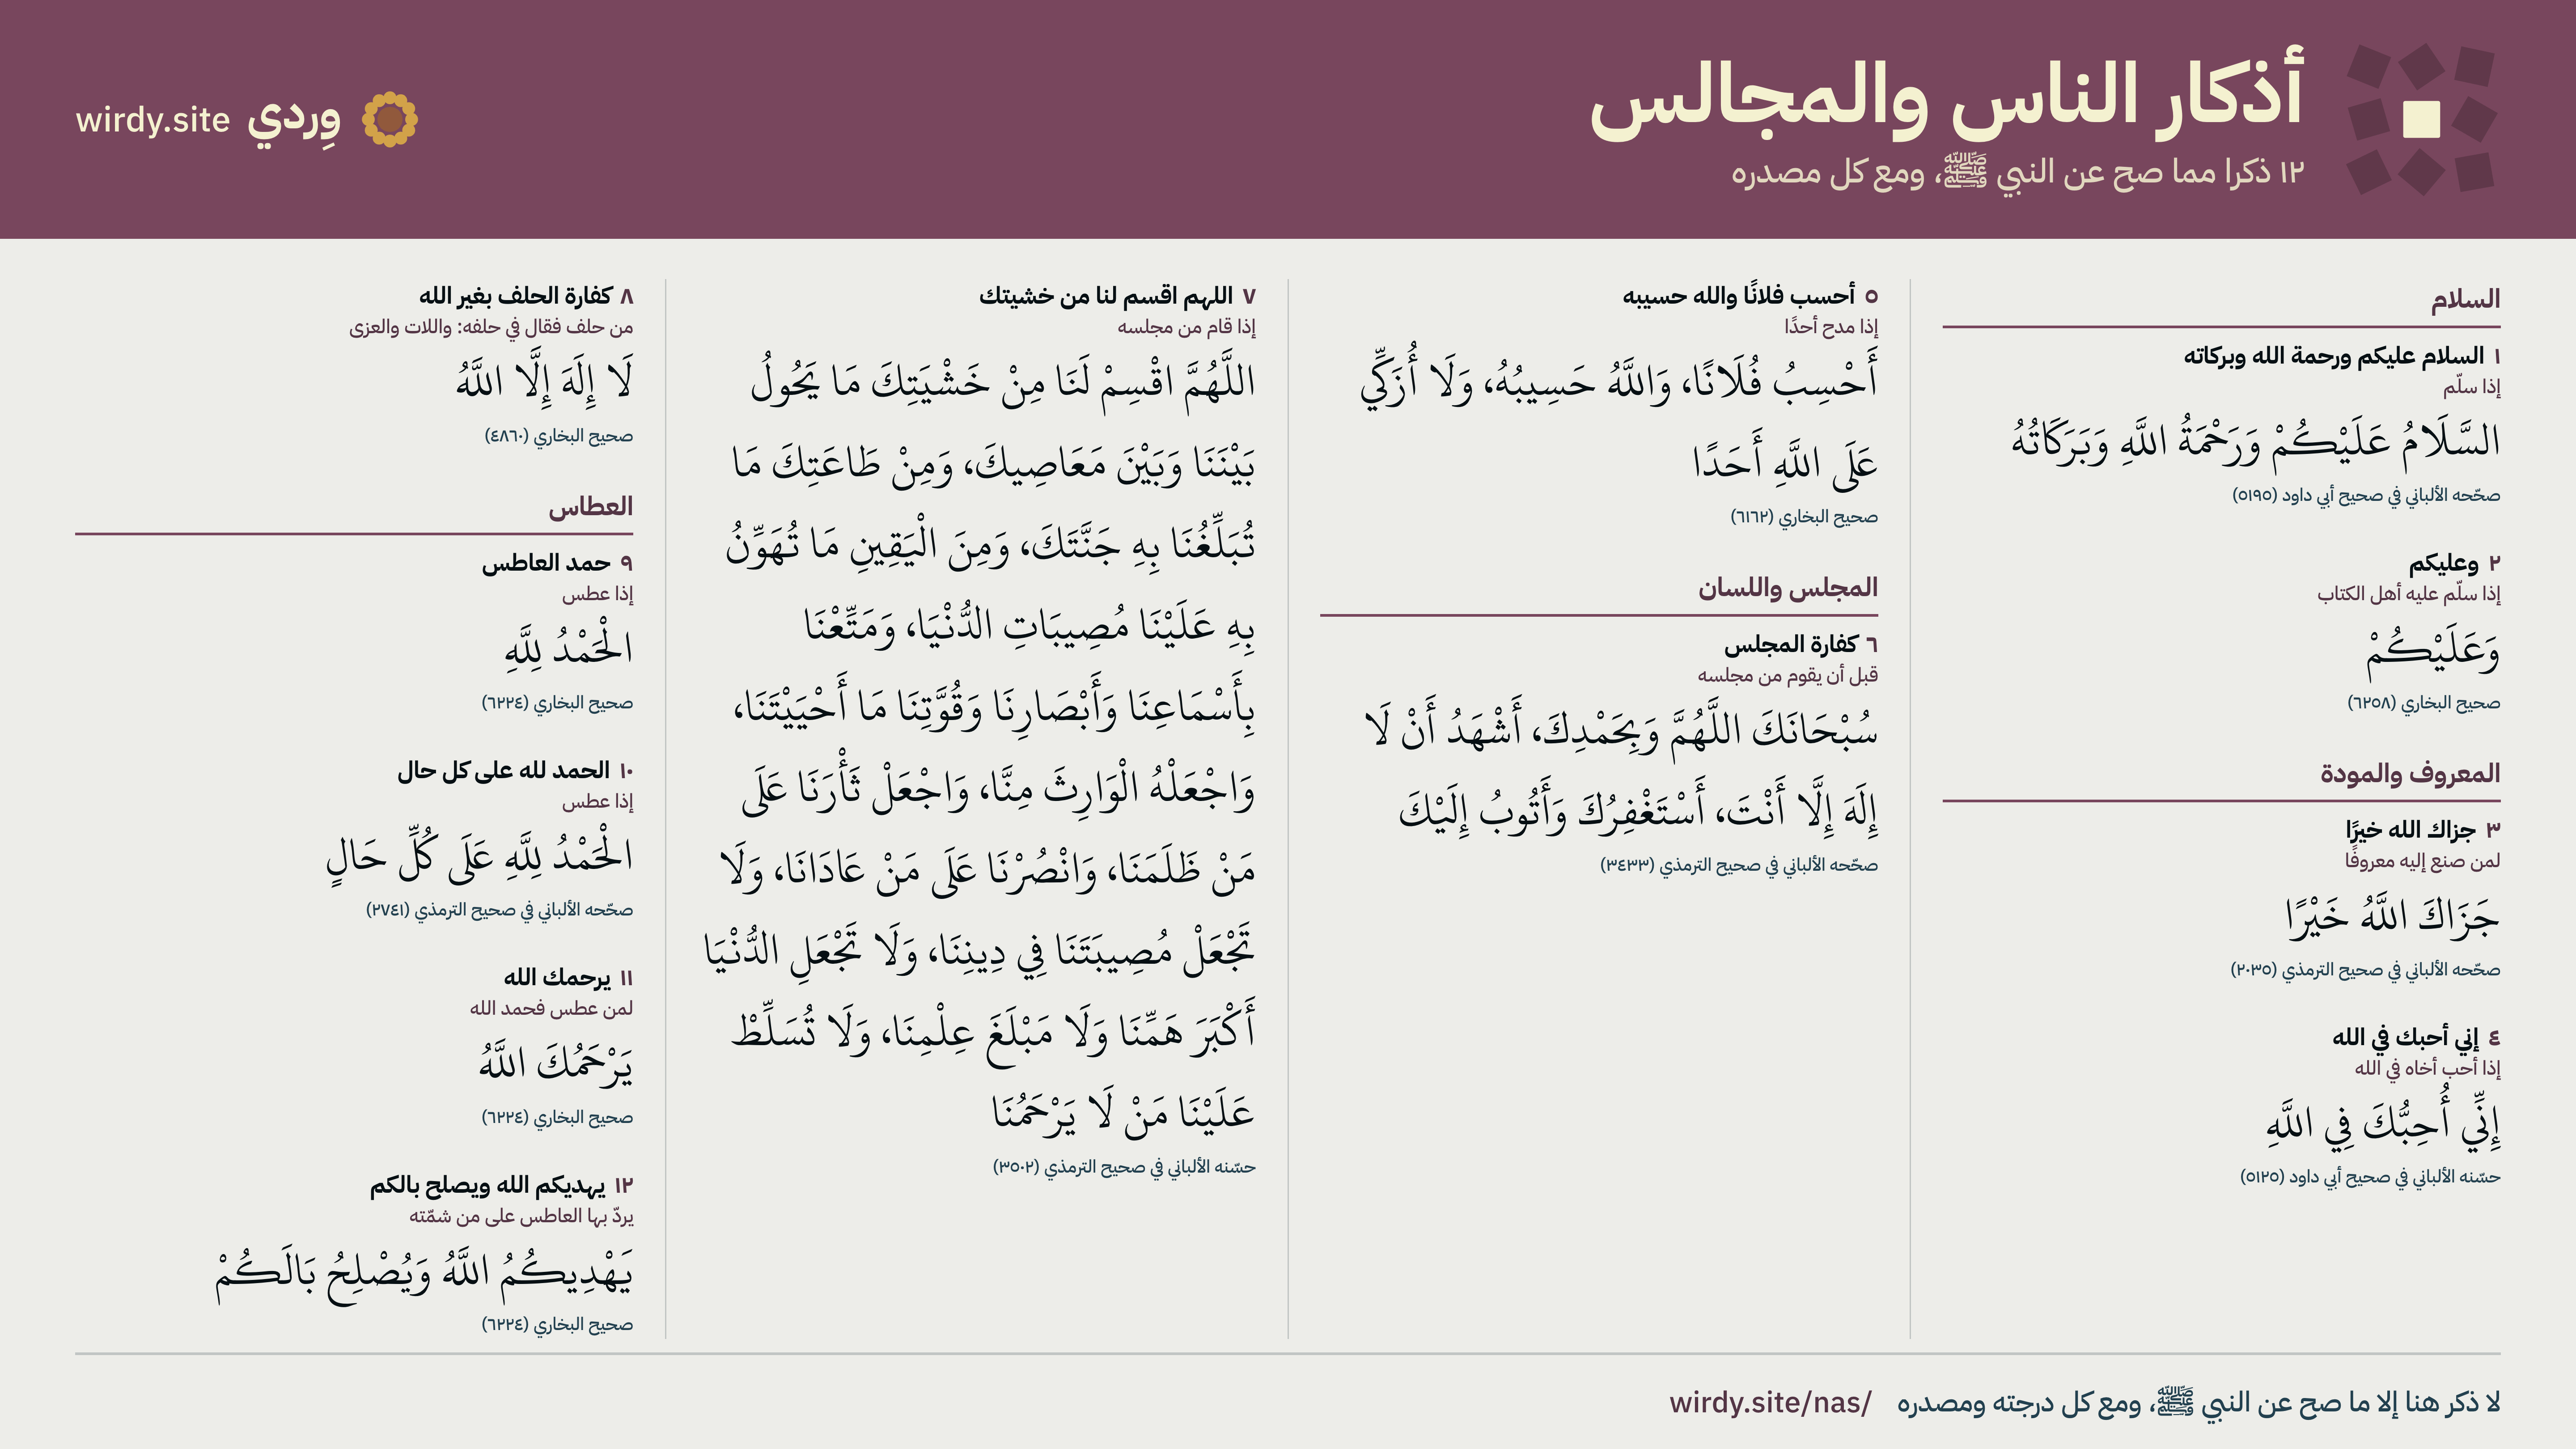 أذكار الناس والمجالس
١٢ ذكرا مما صح عن النبي ﷺ، ومع كل مصدره
وِردي wirdy.site
السلام
١ السلام عليكم ورحمة الله وبركاته
إذا سلّم
السَّلَامُ عَلَيْكُمْ وَرَحْمَةُ اللَّهِ وَبَرَكَاتُهُ
صحّحه الألباني في صحيح أبي داود (٥١٩٥)
٢ وعليكم
إذا سلّم عليه أهل الكتاب
وَعَلَيْكُمْ
صحيح البخاري (٦٢٥٨)
المعروف والمودة
٣ جزاك الله خيرًا
لمن صنع إليه معروفًا
جَزَاكَ اللَّهُ خَيْرًا
صحّحه الألباني في صحيح الترمذي (٢٠٣٥)
٤ إني أحبك في الله
إذا أحب أخاه في الله
إِنِّي أُحِبُّكَ فِي اللَّهِ
حسّنه الألباني في صحيح أبي داود (٥١٢٥)
٥ أحسب فلانًا والله حسيبه
إذا مدح أحدًا
أَحْسِبُ فُلَانًا، وَاللَّهُ حَسِيبُهُ، وَلَا أُزَكِّي
عَلَى اللَّهِ أَحَدًا
صحيح البخاري (٦١٦٢)
المجلس واللسان
٦ كفارة المجلس
قبل أن يقوم من مجلسه
سُبْحَانَكَ اللَّهُمَّ وَبِحَمْدِكَ، أَشْهَدُ أَنْ لَا
إِلَهَ إِلَّا أَنْتَ، أَسْتَغْفِرُكَ وَأَتُوبُ إِلَيْكَ
صحّحه الألباني في صحيح الترمذي (٣٤٣٣)
٧ اللهم اقسم لنا من خشيتك
إذا قام من مجلسه
اللَّهُمَّ اقْسِمْ لَنَا مِنْ خَشْيَتِكَ مَا يَحُولُ
بَيْنَنَا وَبَيْنَ مَعَاصِيكَ، وَمِنْ طَاعَتِكَ مَا
تُبَلِّغُنَا بِهِ جَنَّتَكَ، وَمِنَ الْيَقِينِ مَا تُهَوِّنُ
بِهِ عَلَيْنَا مُصِيبَاتِ الدُّنْيَا، وَمَتِّعْنَا
بِأَسْمَاعِنَا وَأَبْصَارِنَا وَقُوَّتِنَا مَا أَحْيَيْتَنَا،
وَاجْعَلْهُ الْوَارِثَ مِنَّا، وَاجْعَلْ ثَأْرَنَا عَلَى
مَنْ ظَلَمَنَا، وَانْصُرْنَا عَلَى مَنْ عَادَانَا، وَلَا
تَجْعَلْ مُصِيبَتَنَا فِي دِينِنَا، وَلَا تَجْعَلِ الدُّنْيَا
أَكْبَرَ هَمِّنَا وَلَا مَبْلَغَ عِلْمِنَا، وَلَا تُسَلِّطْ
عَلَيْنَا مَنْ لَا يَرْحَمُنَا
حسّنه الألباني في صحيح الترمذي (٣٥٠٢)
٨ كفارة الحلف بغير الله
من حلف فقال في حلفه: واللات والعزى
لَا إِلَهَ إِلَّا اللَّهُ
صحيح البخاري (٤٨٦٠)
العطاس
٩ حمد العاطس
إذا عطس
الْحَمْدُ لِلَّهِ
صحيح البخاري (٦٢٢٤)
١٠ الحمد لله على كل حال
إذا عطس
الْحَمْدُ لِلَّهِ عَلَى كُلِّ حَالٍ
صحّحه الألباني في صحيح الترمذي (٢٧٤١)
١١ يرحمك الله
لمن عطس فحمد الله
يَرْحَمُكَ اللَّهُ
صحيح البخاري (٦٢٢٤)
١٢ يهديكم الله ويصلح بالكم
يردّ بها العاطس على من شمّته
يَهْدِيكُمُ اللَّهُ وَيُصْلِحُ بَالَكُمْ
صحيح البخاري (٦٢٢٤)
لا ذكر هنا إلا ما صح عن النبي ﷺ، ومع كل درجته ومصدره wirdy.site/nas/